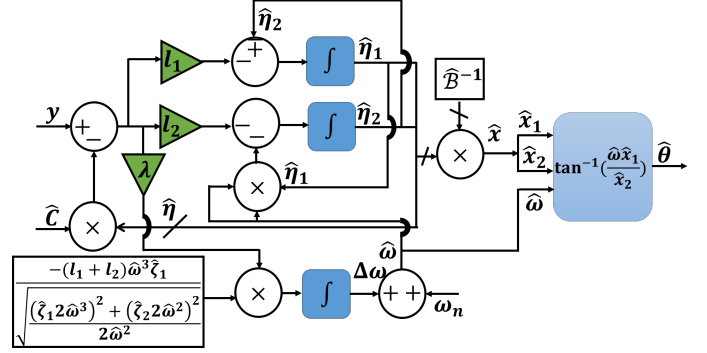 η̂₂
l₁
− +
∫
η̂₁
y
+ −
l₂
− −
∫
η̂₂
B̂⁻¹
λ
×
η̂₁
×
x̂
x̂₁
x̂₂
ω̂
tan⁻¹(ω̂x̂₁/x̂₂)
θ̂
Ĉ
×
η̂
ω̂
−(l₁ + l₂)ω̂³ζ̂₁
√((ζ̂₁2ω̂³)² + (ζ̂₂2ω̂²)²
2ω̂²)
×
∫
Δω
+ +
ωₙ